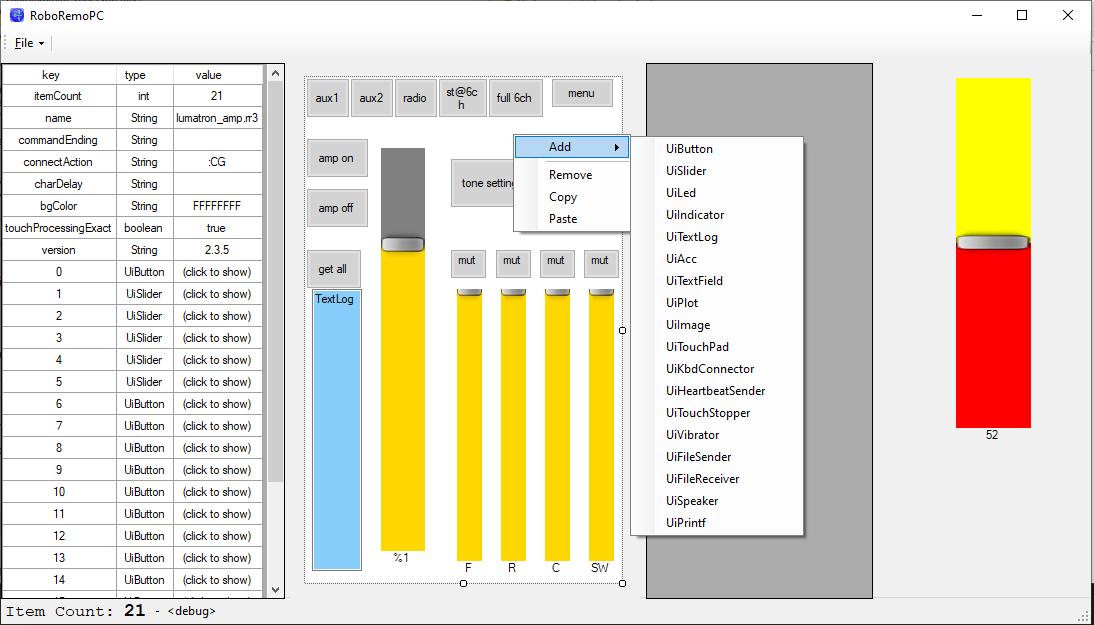 RoboRemoPC
File
key type value
itemCount int 21
name String lumatron_amp.rr3
commandEnding String
connectAction String :CG
charDelay String
bgColor String FFFFFFFF
touchProcessingExact boolean true
version String 2.3.5
0 UiButton (click to show)
1 UiSlider (click to show)
2 UiSlider (click to show)
3 UiSlider (click to show)
4 UiSlider (click to show)
5 UiSlider (click to show)
6 UiButton (click to show)
7 UiButton (click to show)
8 UiButton (click to show)
9 UiButton (click to show)
10 UiButton (click to show)
11 UiButton (click to show)
12 UiButton (click to show)
13 UiButton (click to show)
14 UiButton (click to show)
aux1 aux2 radio st@6c
h full 6ch menu
amp on
amp off
get all
TextLog
tone setting
mut mut mut mut
%1
F R C SW
Add
Remove
Copy
Paste
UiButton
UiSlider
UiLed
UiIndicator
UiTextLog
UiAcc
UiTextField
UiPlot
UiImage
UiTouchPad
UiKbdConnector
UiHeartbeatSender
UiTouchStopper
UiVibrator
UiFileSender
UiFileReceiver
UiSpeaker
UiPrintf
52
Item Count: 21 - <debug>